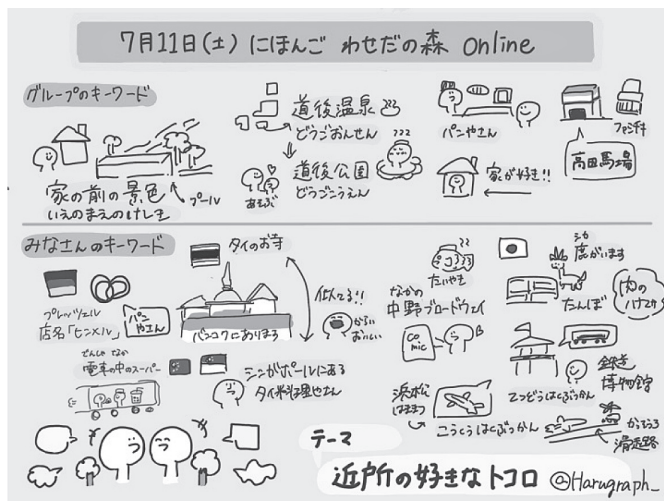 7月11日(土) にほんご わせだの森 Online
グループのキーワード
家の前の景色
いえのまえのけしき
プール
道後温泉
どうごおんせん
道後公園
どうごこうえん
あそぶ
パンやさん
家が好き!!
高田馬場
ファミチキ
みなさんのキーワード
プレッツェル
店名「ヒンメル」
パンやさん
タイのお寺
バンコクにあります
似てる!!
からい
おいしい
でんしゃ なか
電車の中のスーパー
シンガポールにある
タイ料理やさん
たいやき
なかの
中野ブロードウェイ
comic
シカ
鹿がいます
たんぼ
肉のハナマサ
鉄道
博物館
てつどうはくぶつかん
浜松
はままつ
こうくうはくぶつかん
かっそうろ
滑走路
テーマ
近所の好きなトコロ
@Harugraph_